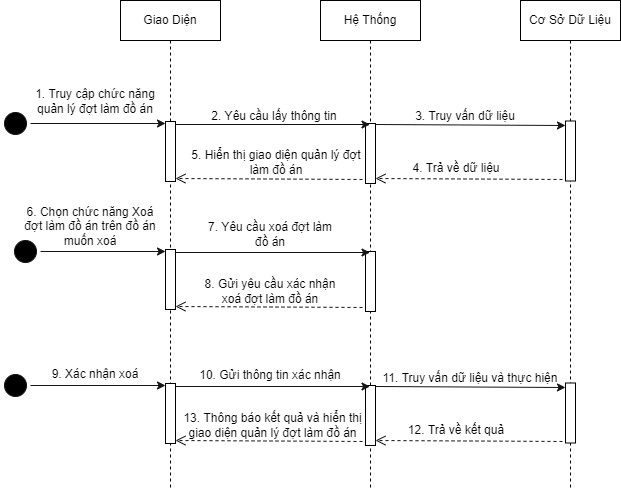 Giao Diện
Hệ Thống
Cơ Sở Dữ Liệu
1. Truy cập chức năng
quản lý đợt làm đồ án
2. Yêu cầu lấy thông tin
3. Truy vấn dữ liệu
4. Trả về dữ liệu
5. Hiển thị giao diện quản lý đợt
làm đồ án
6. Chọn chức năng Xoá
đợt làm đồ án trên đồ án
muốn xoá
7. Yêu cầu xoá đợt làm
đồ án
8. Gửi yêu cầu xác nhận
xoá đợt làm đồ án
9. Xác nhận xoá
10. Gửi thông tin xác nhận
11. Truy vấn dữ liệu và thực hiện
12. Trả về kết quả
13. Thông báo kết quả và hiển thị
giao diện quản lý đợt làm đồ án